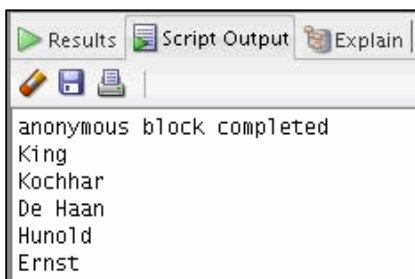 Results Script Output Explain
anonymous block completed
King
Kochhar
De Haan
Hunold
Ernst